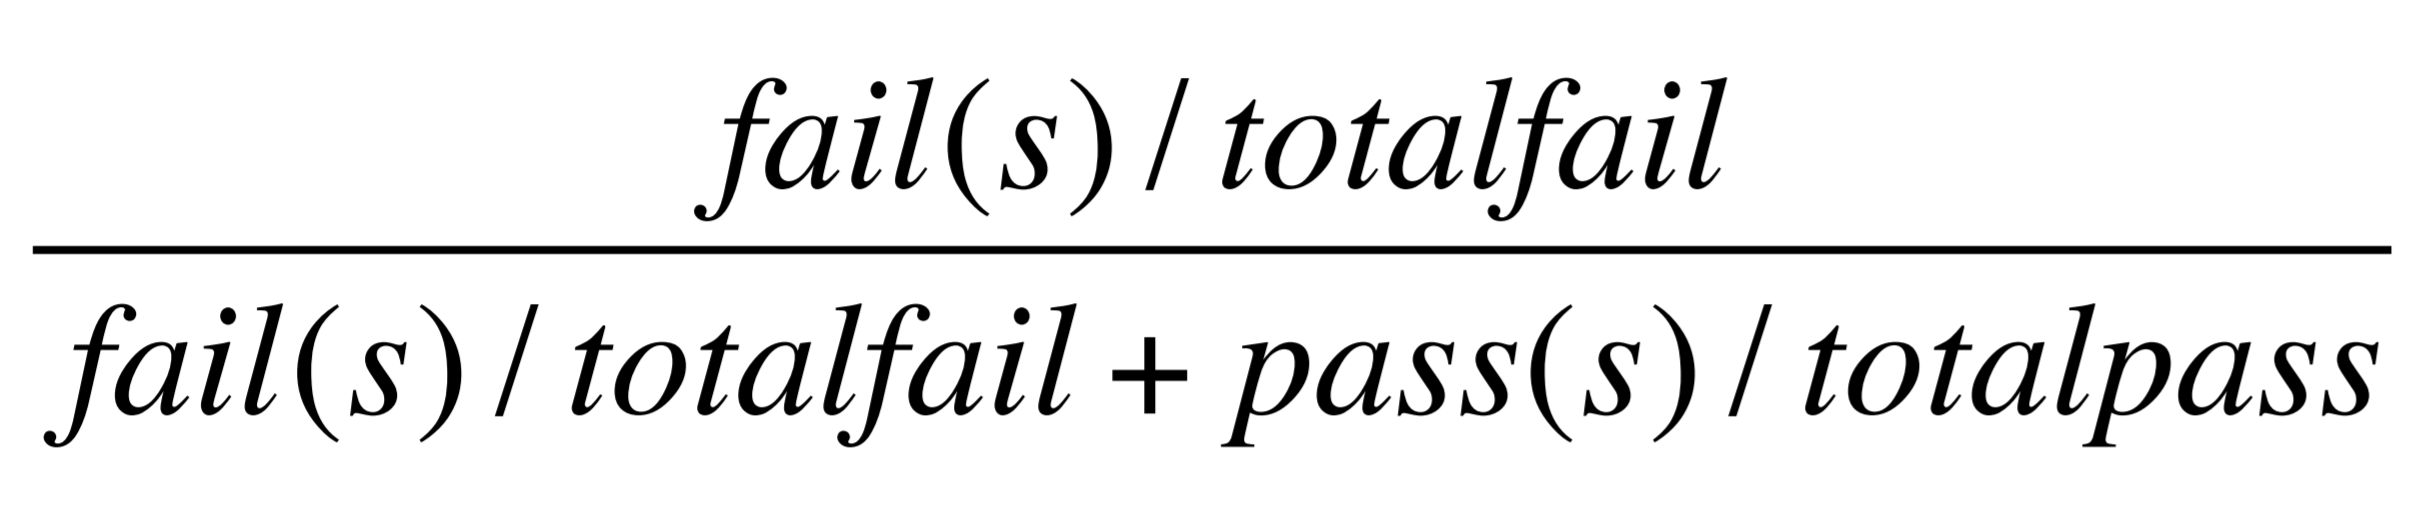 fail(s) / totalfail
fail(s) / totalfail + pass(s) / totalpass